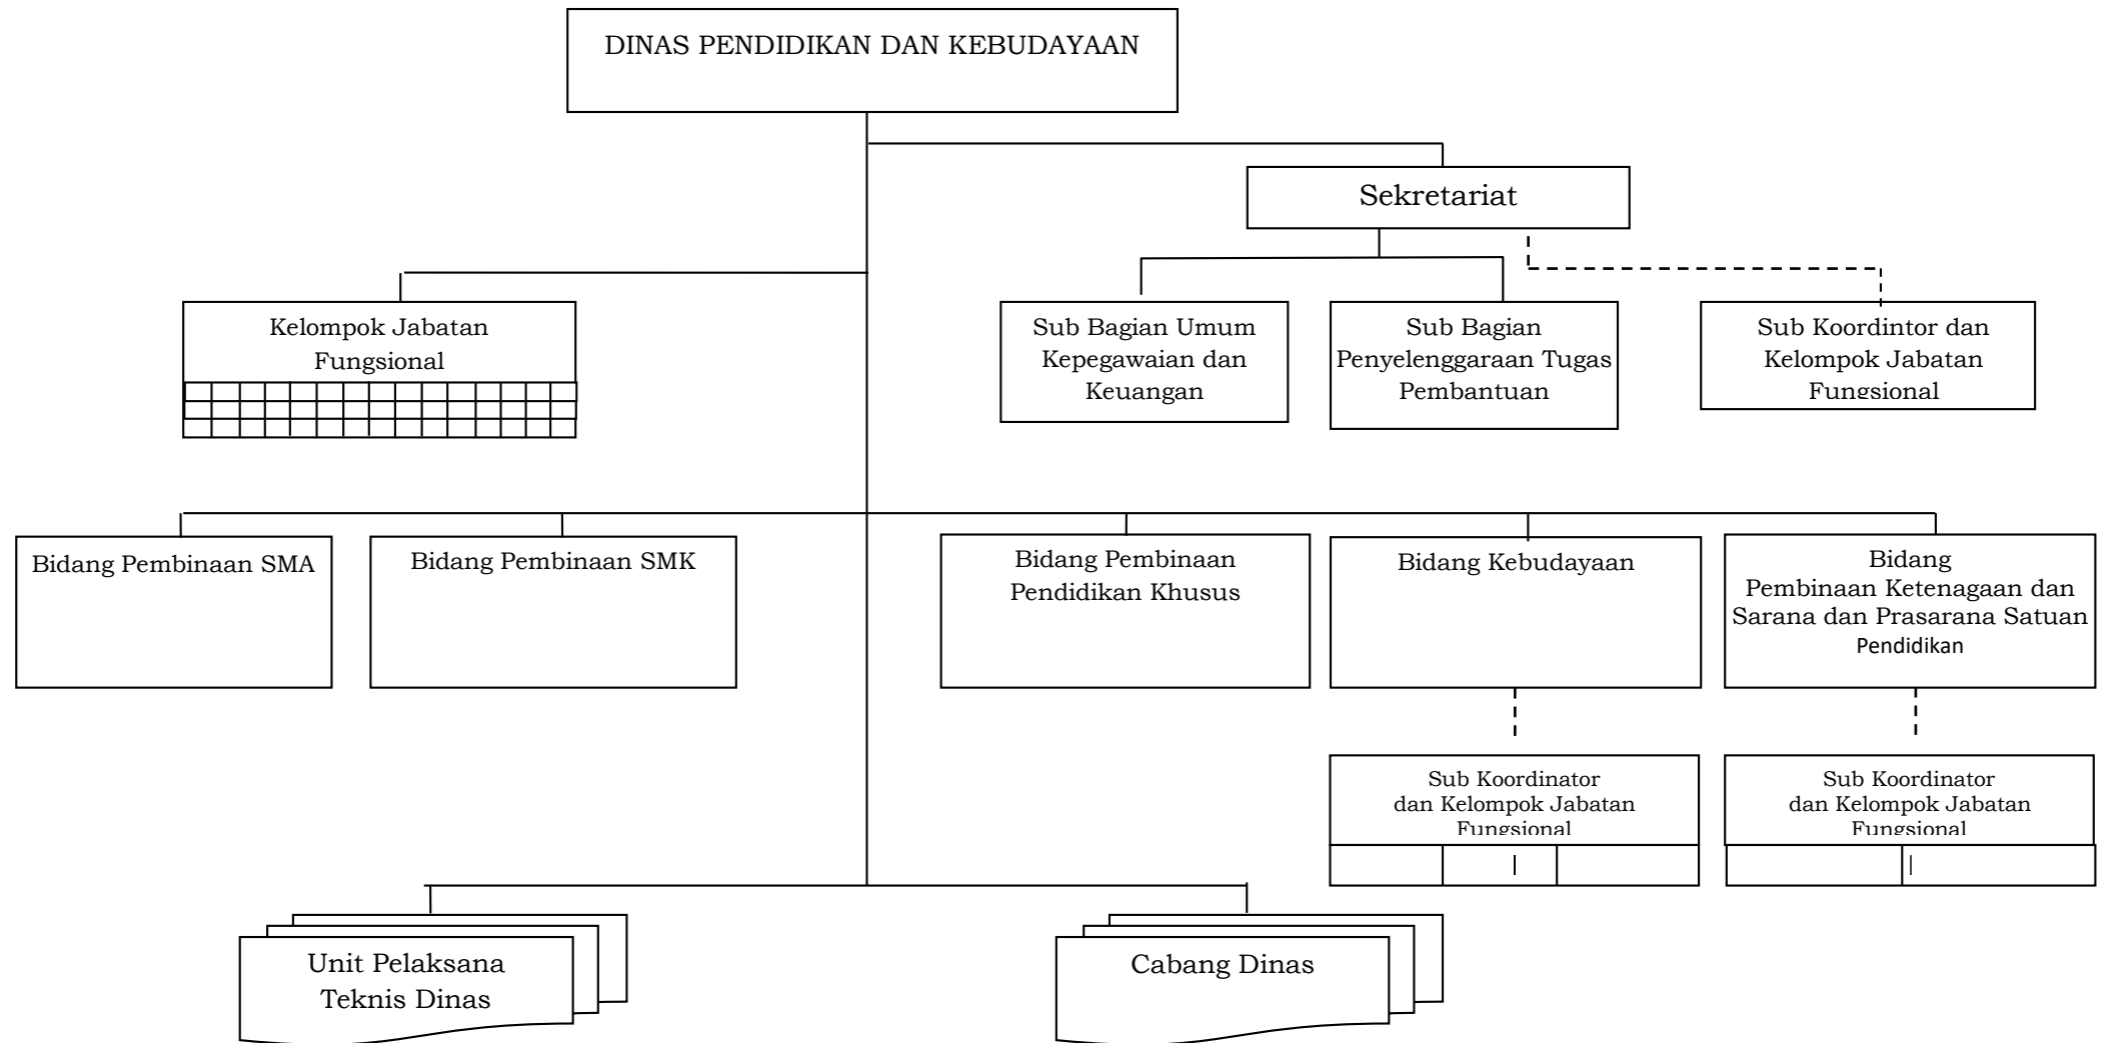 DINAS PENDIDIKAN DAN KEBUDAYAAN
Sekretariat
Kelompok Jabatan
Fungsional
Sub Bagian Umum
Kepegawaian dan
Keuangan
Sub Bagian
Penyelenggaraan Tugas
Pembantuan
Sub Koordintor dan
Kelompok Jabatan
Fungsional
Bidang Pembinaan SMA
Bidang Pembinaan SMK
Bidang Pembinaan
Pendidikan Khusus
Bidang Kebudayaan
Bidang
Pembinaan Ketenagaan dan
Sarana dan Prasarana Satuan
Pendidikan
Sub Koordinator
dan Kelompok Jabatan
Fungsional
Sub Koordinator
dan Kelompok Jabatan
Fungsional
Unit Pelaksana
Teknis Dinas
Cabang Dinas